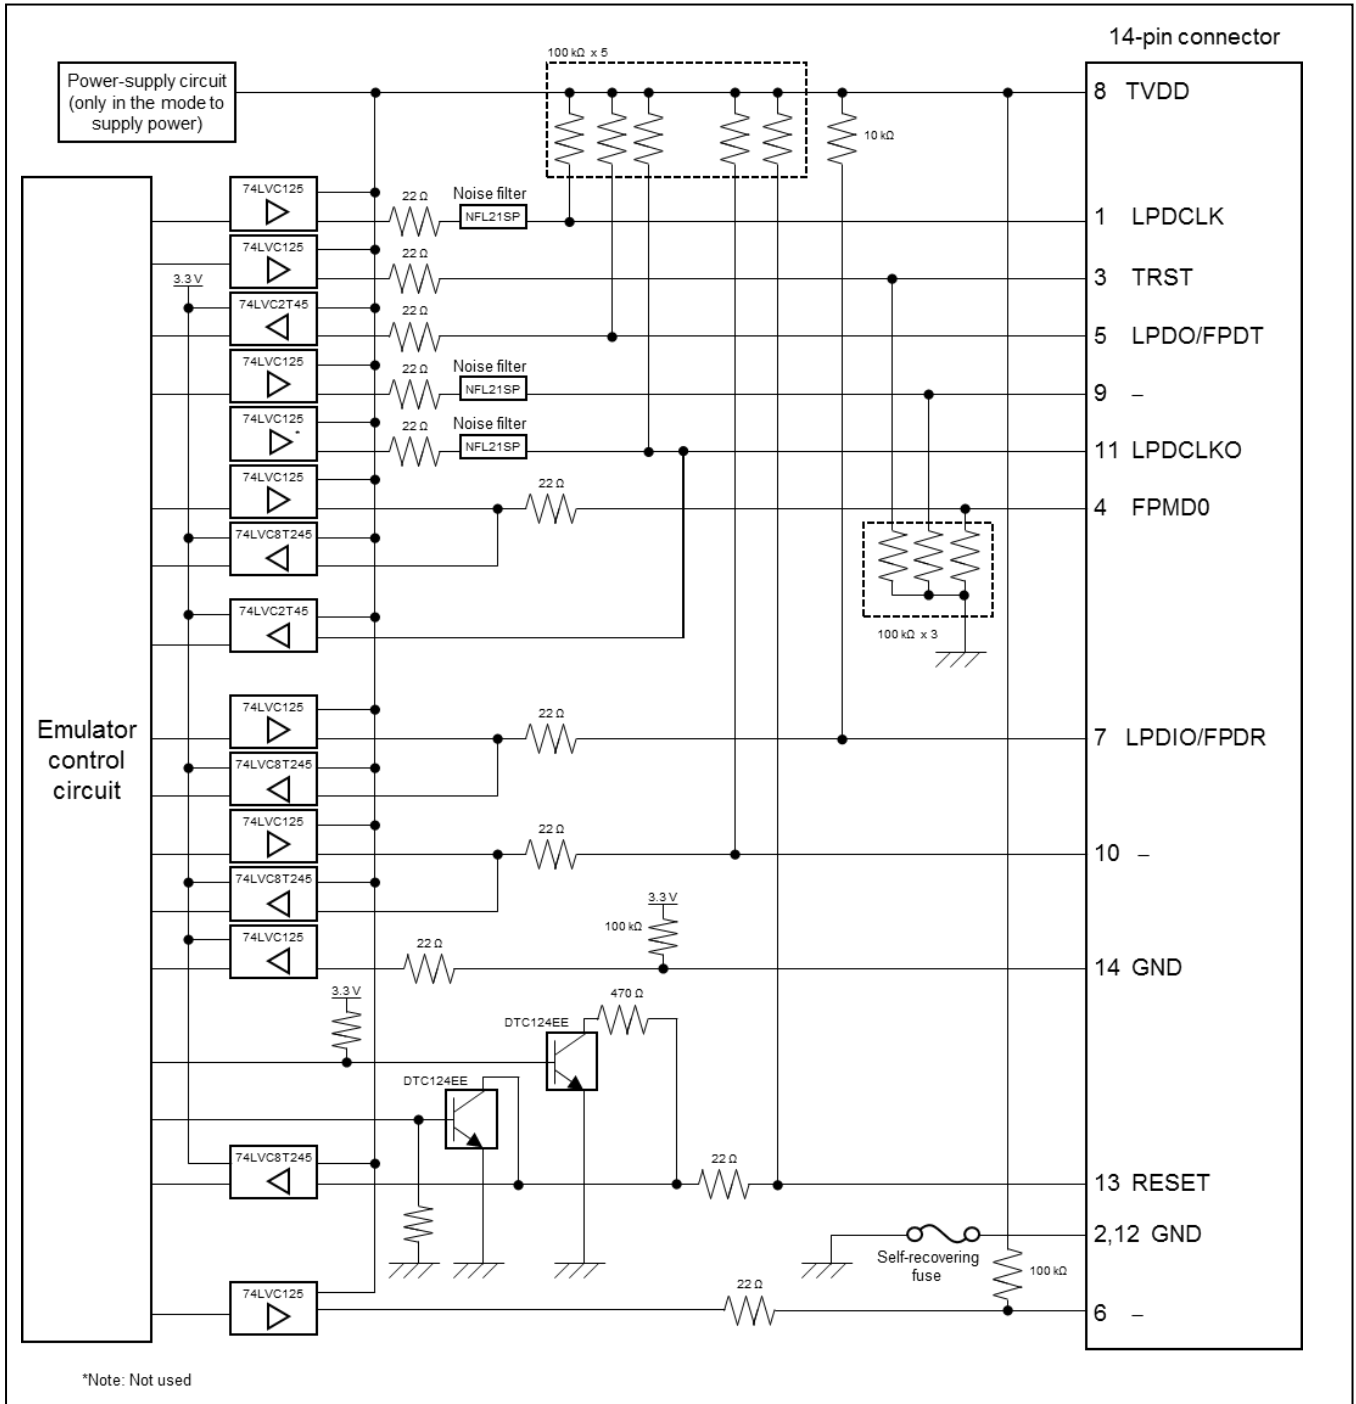 14-pin connector
100 kΩ x 5
Power-supply circuit
(only in the mode to
supply power)
8 TVDD
10 kΩ
74LVC125
22 Ω
Noise filter
NFL21SP
1 LPDCLK
74LVC125
22 Ω
3 TRST
3.3 V
74LVC2T45
22 Ω
5 LPDO/FPDT
74LVC125
22 Ω
Noise filter
NFL21SP
9 –
74LVC125
*
22 Ω
Noise filter
NFL21SP
11 LPDCLKO
74LVC125
22 Ω
4 FPMD0
74LVC8T245
74LVC2T45
100 kΩ x 3
Emulator
control
circuit
74LVC125
22 Ω
7 LPDIO/FPDR
74LVC8T245
74LVC125
22 Ω
10 –
74LVC8T245
3.3 V
100 kΩ
74LVC125
22 Ω
14 GND
3.3 V
470 Ω
DTC124EE
DTC124EE
74LVC8T245
22 Ω
13 RESET
2,12 GND
Self-recovering
fuse
100 kΩ
74LVC125
22 Ω
6 –
*Note: Not used